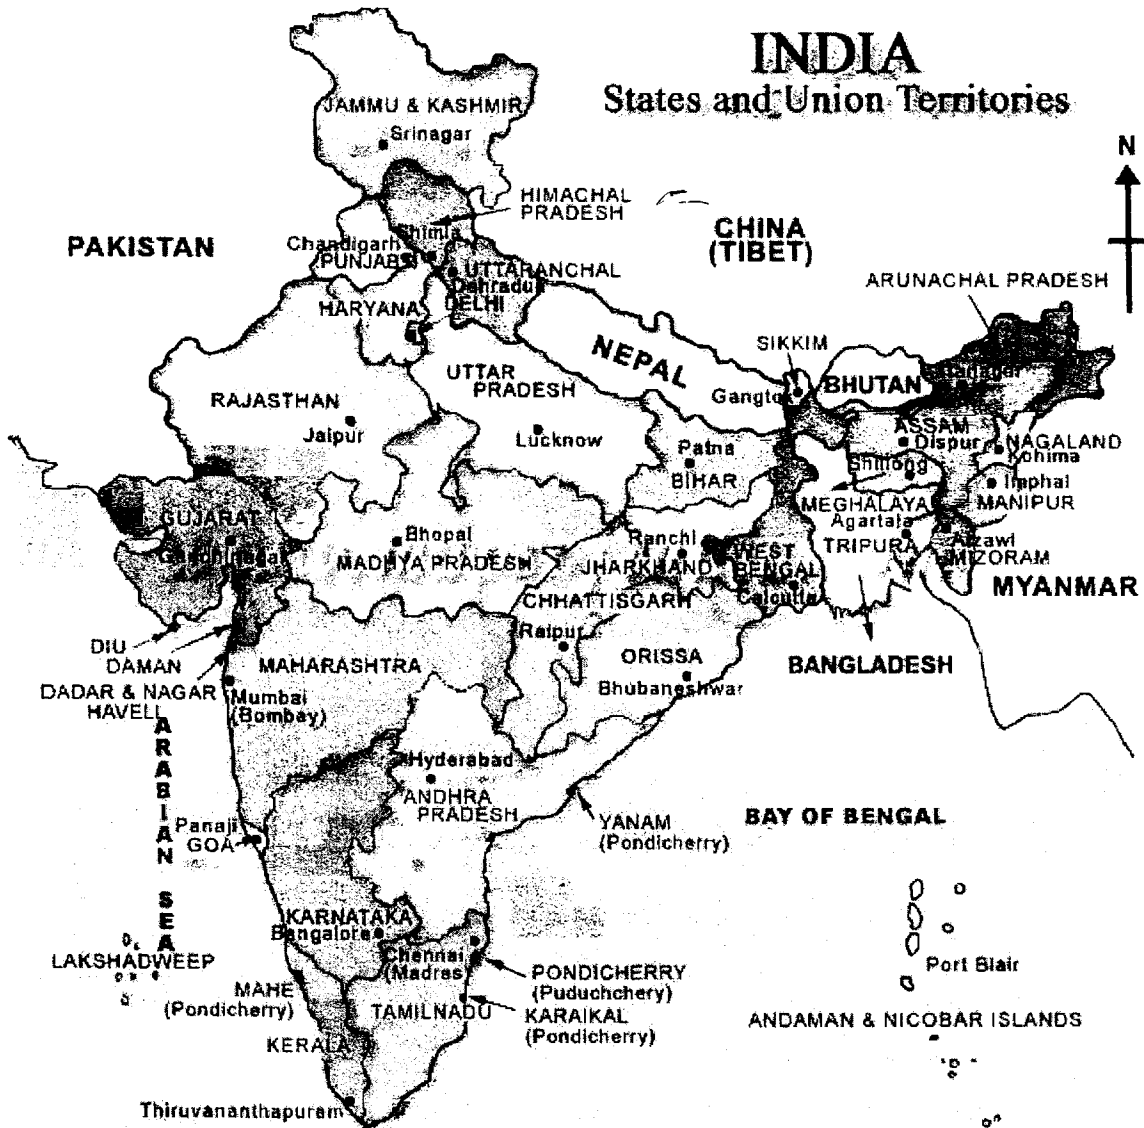 INDIA
States and Union Territories
JAMMU & KASHMIR
Srinagar
N
HIMACHAL
PRADESH
PAKISTAN
CHINA
(TIBET)
Shimla
Chandigarh
(PUNJAB)
UTTARANCHAL
Dehradun
DELHI
HARYANA
ARUNACHAL PRADESH
SIKKIM
NEPAL
BHUTAN
Gangto
UTTAR
PRADESH
RAJASTHAN
Jaipur
Lucknow
Patna
BIHAR
ASSAM
Dispur
NAGALAND
Kohima
Shillong
Imphal
MEGHALAYA
MANIPUR
Agartala
TRIPURA
Aizawl
MIZORAM
MYANMAR
GUJARAT
Gandhinagar
Bhopal
MADHYA PRADESH
Ranchi
JHARKHAND
WEST
BENGAL
Calcutta
CHHATTISGARH
Raipur
ORISSA
Bhubaneshwar
BANGLADESH
DIU
DAMAN
DADAR & NAGAR
HAVELL
MAHARASHTRA
Mumbai
(Bombay)
ARABIAN SEA
Hyderabad
ANDHRA
PRADESH
YANAM
(Pondicherry)
BAY OF BENGAL
Panaji
GOA
KARNATAKA
Bangalore
Chennai
(Madras)
LAKSHADWEEP
MAHE
(Pondicherry)
PONDICHERRY
(Puduchchery)
TAMILNADU
KARAIKAL
(Pondicherry)
KERALA
Thiruvananthapuram
Port Blair
ANDAMAN & NICOBAR ISLANDS